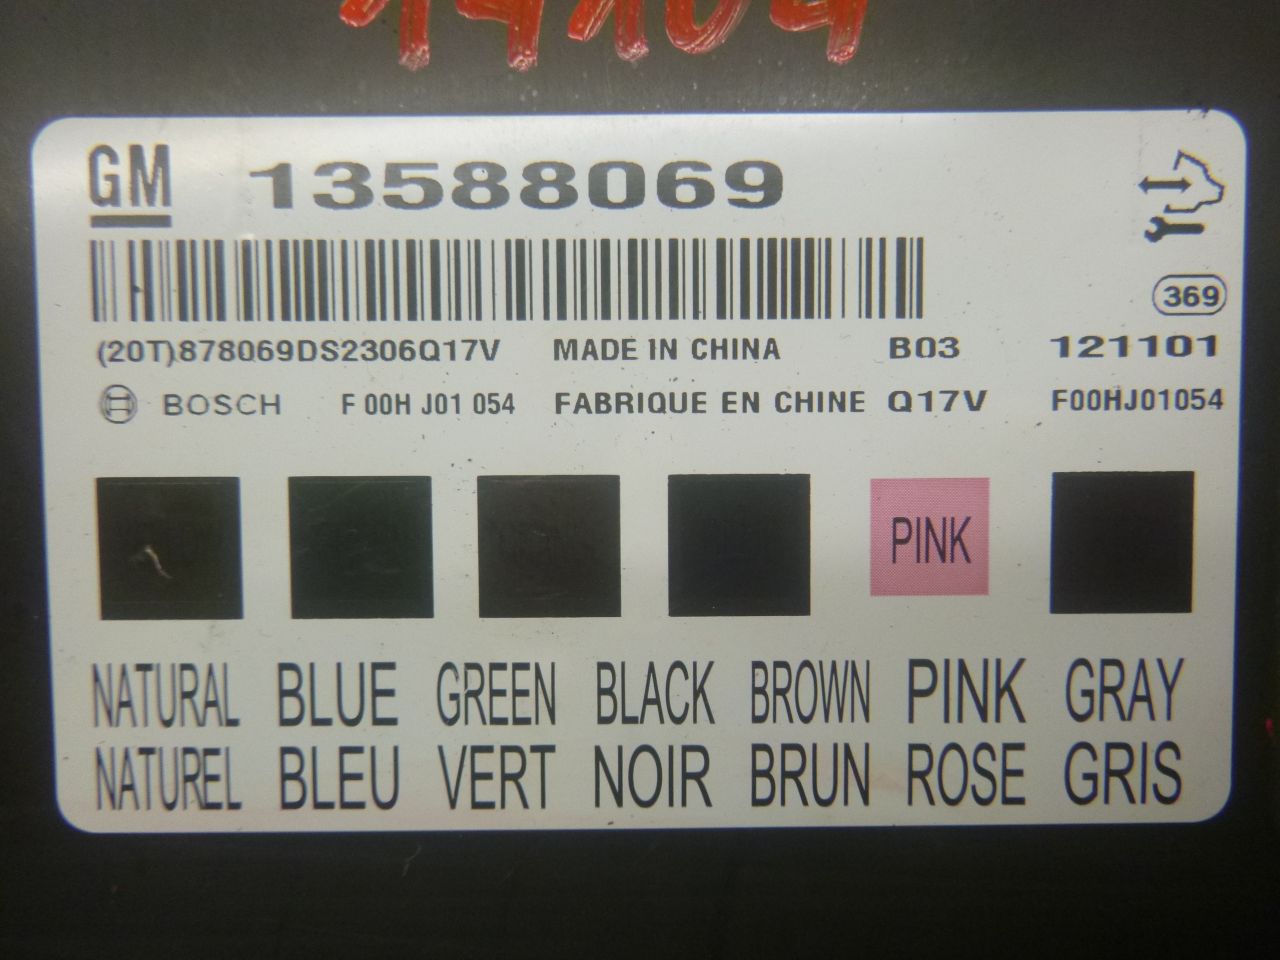 14104
GM 13588069
369
(20T)878069DS2306Q17V MADE IN CHINA B03 121101
BOSCH F 00H J01 054 FABRIQUE EN CHINE Q17V F00HJ01054
PINK
NATURAL BLUE GREEN BLACK BROWN PINK GRAY
NATUREL BLEU VERT NOIR BRUN ROSE GRIS